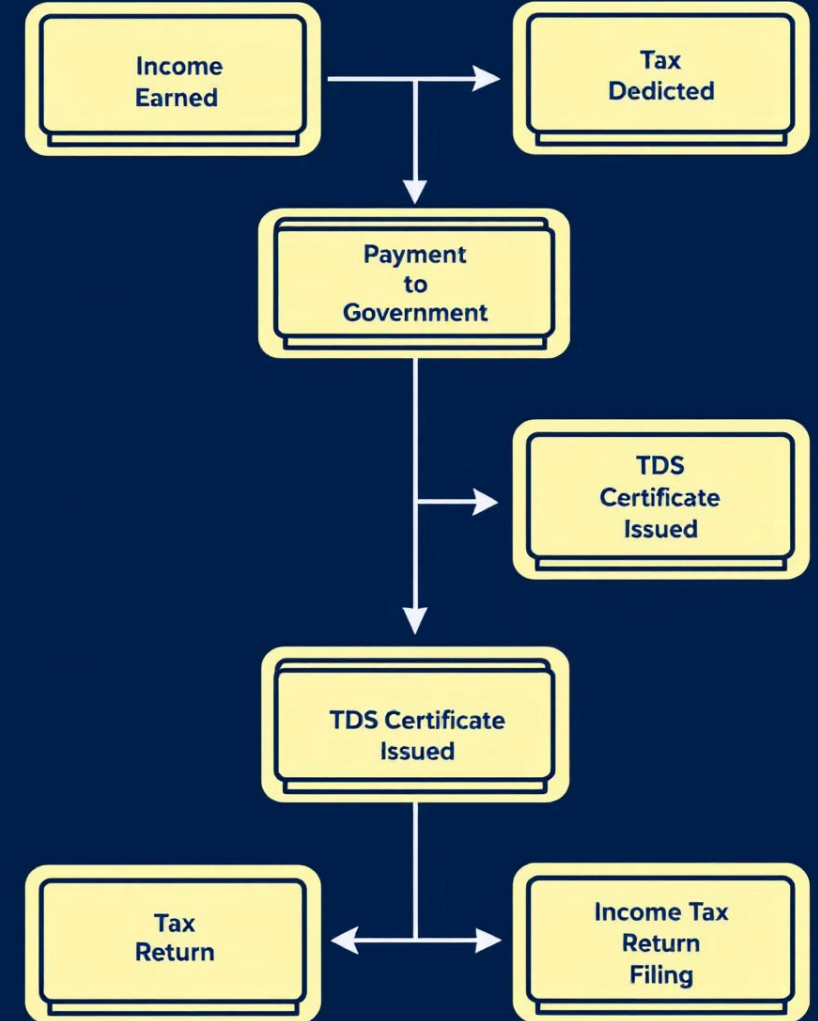 Income
Earned
Tax
Dedicted
Payment
to
Government
TDS
Certificate
Issued
TDS Certificate
Issued
Tax
Return
Income Tax
Return
Filing